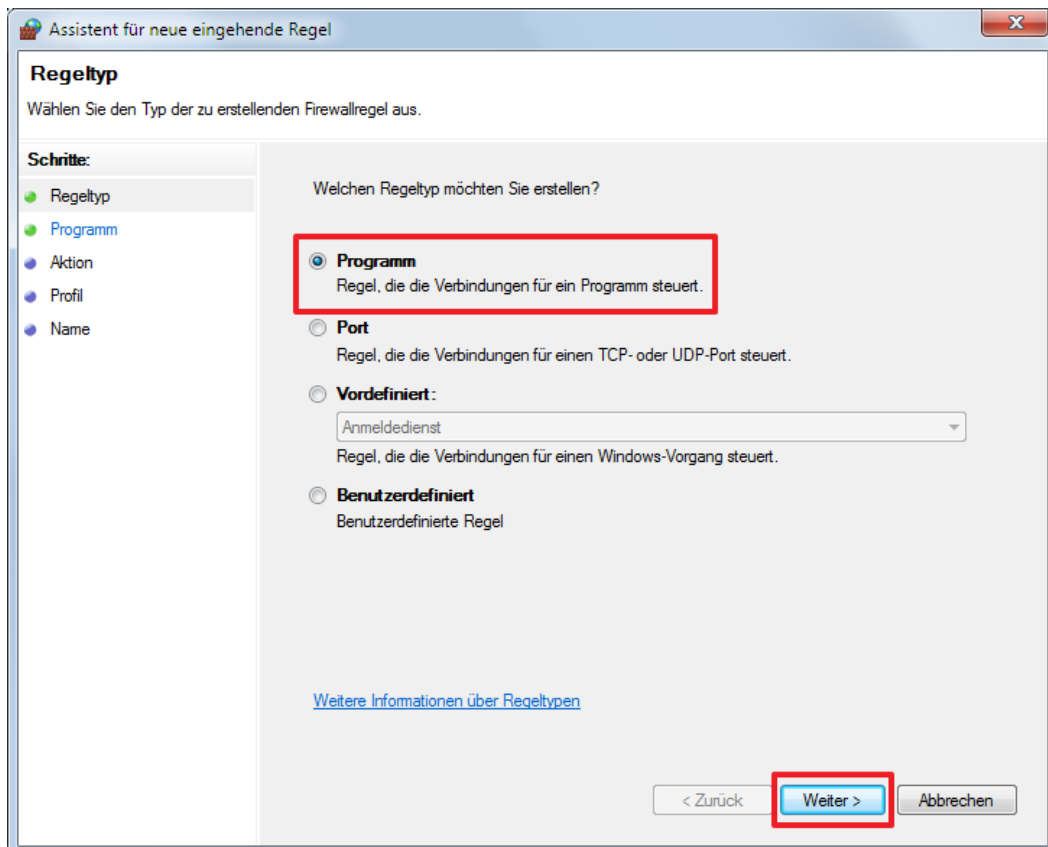 Assistent für neue eingehende Regel
Regeltyp
Wählen Sie den Typ der zu erstellenden Firewallregel aus.
Schritte:
Regeltyp
Programm
Aktion
Profil
Name
Welchen Regeltyp möchten Sie erstellen?
Programm
Regel, die die Verbindungen für ein Programm steuert.
Port
Regel, die die Verbindungen für einen TCP- oder UDP-Port steuert.
Vordefiniert:
Anmeldedienst
Regel, die die Verbindungen für einen Windows-Vorgang steuert.
Benutzerdefiniert
Benutzerdefinierte Regel
Weitere Informationen über Regeltypen
< Zurück
Weiter >
Abbrechen